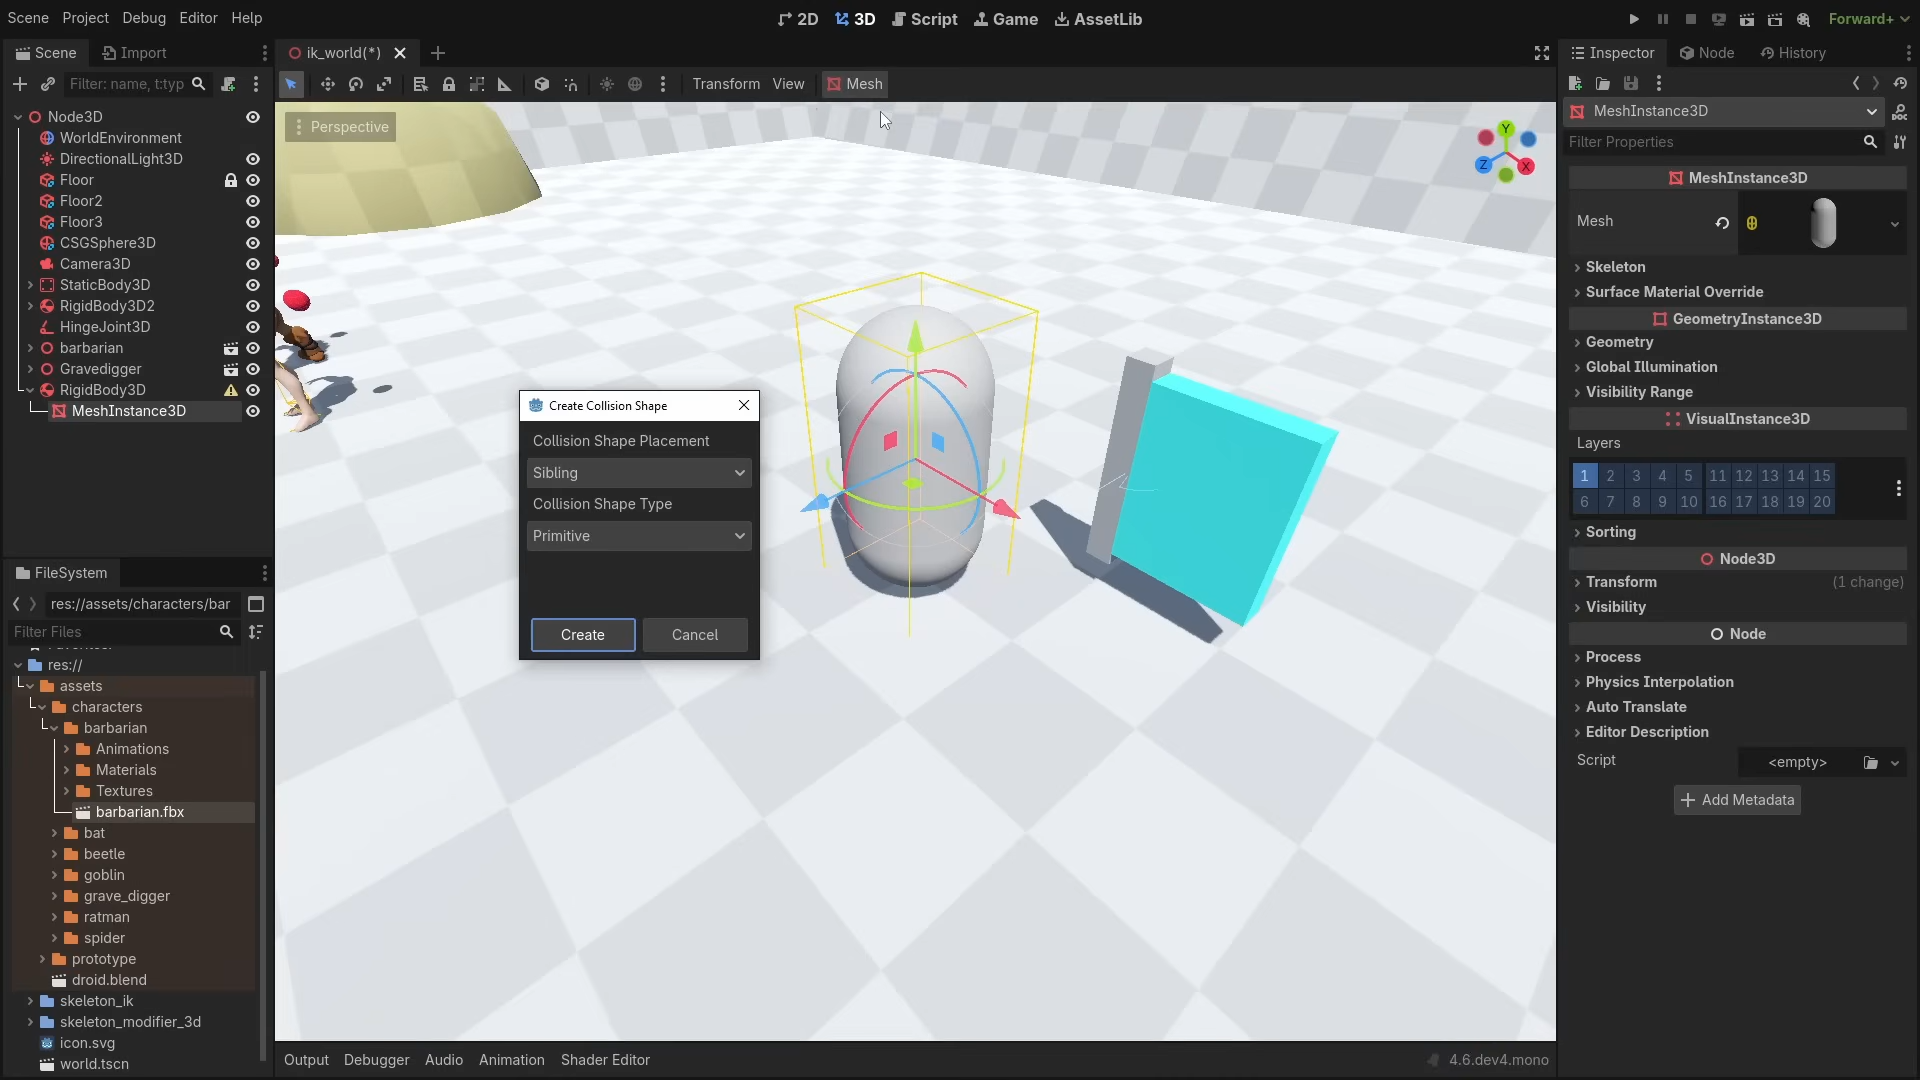 Scene Project Debug Editor Help
2D 3D Script Game AssetLib
Forward+
Scene Import
Filter: name, t:typ
Node3D
WorldEnvironment
DirectionalLight3D
Floor
Floor2
Floor3
CSGSphere3D
Camera3D
StaticBody3D
RigidBody3D2
HingeJoint3D
barbarian
Gravedigger
RigidBody3D
MeshInstance3D
FileSystem
res://assets/characters/bar
Filter Files
res://
assets
characters
barbarian
Animations
Materials
Textures
barbarian.fbx
bat
beetle
goblin
grave_digger
ratman
spider
prototype
droid.blend
skeleton_ik
skeleton_modifier_3d
icon.svg
world.tscn
ik_world(*)
Transform View Mesh
Perspective
Y
Z
X
Create Collision Shape
Collision Shape Placement
Sibling
Collision Shape Type
Primitive
Create Cancel
Output Debugger Audio Animation Shader Editor
4.6.dev4.mono
Inspector Node History
MeshInstance3D
DOC
Filter Properties
MeshInstance3D
Mesh
Skeleton
Surface Material Override
GeometryInstance3D
Geometry
Global Illumination
Visibility Range
VisualInstance3D
Layers
1 2 3 4 5 11 12 13 14 15
6 7 8 9 10 16 17 18 19 20
Sorting
Node3D
Transform (1 change)
Visibility
Node
Process
Physics Interpolation
Auto Translate
Editor Description
Script <empty>
Add Metadata